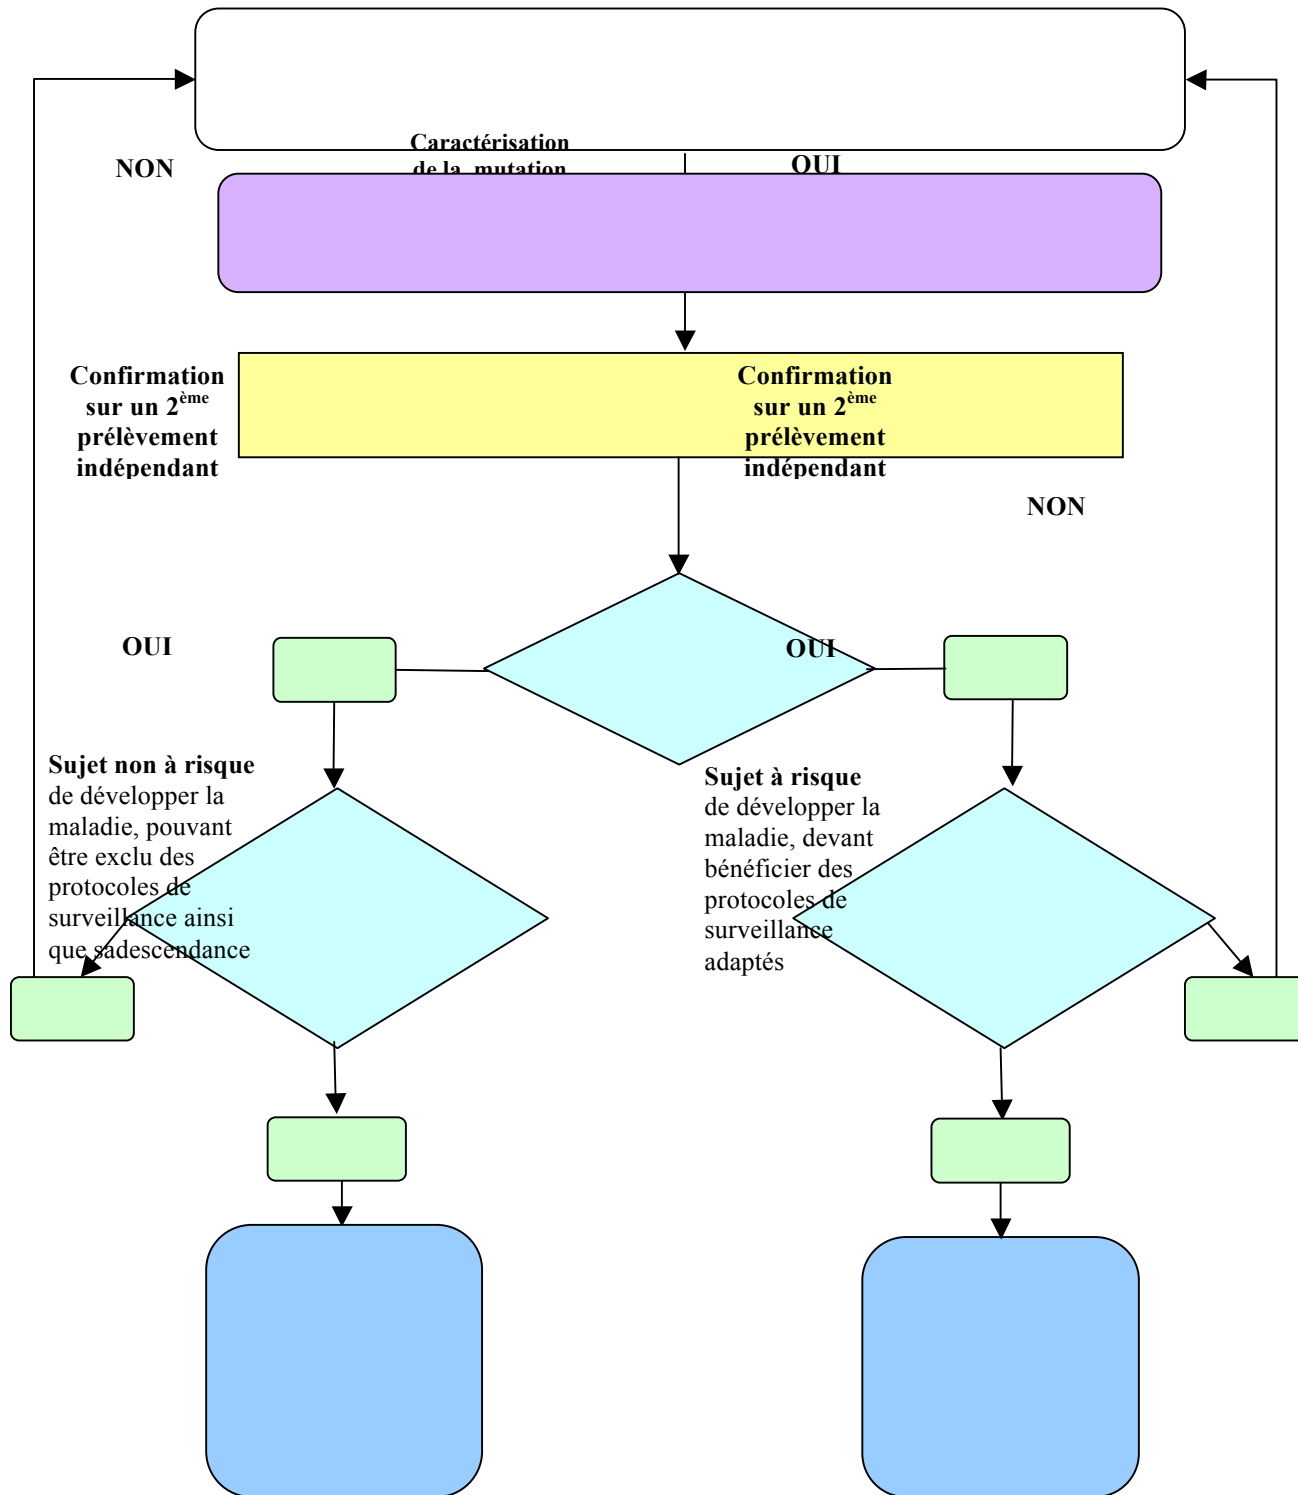 Caractérisation
de la mutation
NON
OUI
Confirmation
sur un 2ème
prélèvement
indépendant
Confirmation
sur un 2ème
prélèvement
indépendant
NON
OUI
OUI
Sujet non à risque
de développer la
maladie, pouvant
être exclu des
protocoles de
surveillance ainsi
que sadescendance
Sujet à risque
de développer la
maladie, devant
bénéficier des
protocoles de
surveillance
adaptés